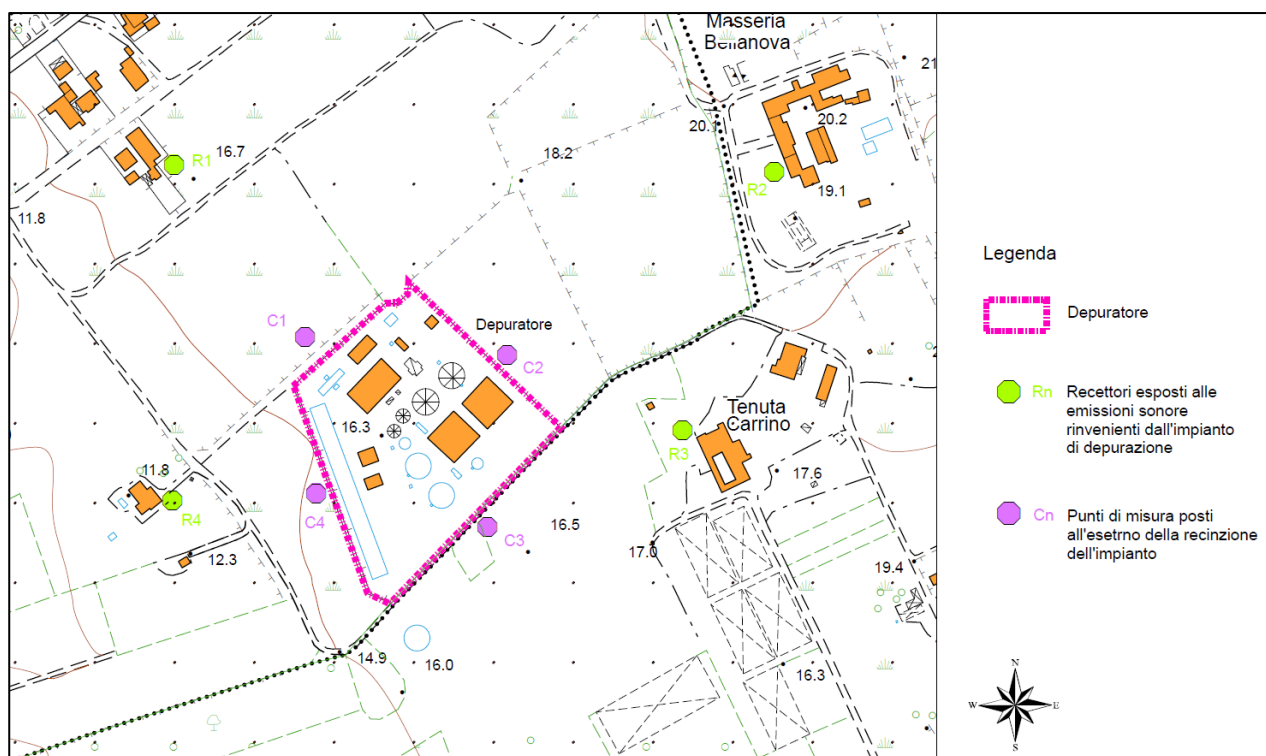 Masseria
Bellanova
21
20.1
20.2
R1
16.7
18.2
R2
19.1
11.8
C1
Depuratore
C2
16.3
Tenuta
Carrino
R3
11.8
R4
C4
17.6
C3
16.5
17.0
12.3
19.4
14.9
16.0
16.3
Legenda
Depuratore
Rn
Recettori esposti alle
emissioni sonore
rinvenienti dall'impianto
di depurazione
Cn
Punti di misura posti
all'esetrno della recinzione
dell'impianto
N
W
E
S